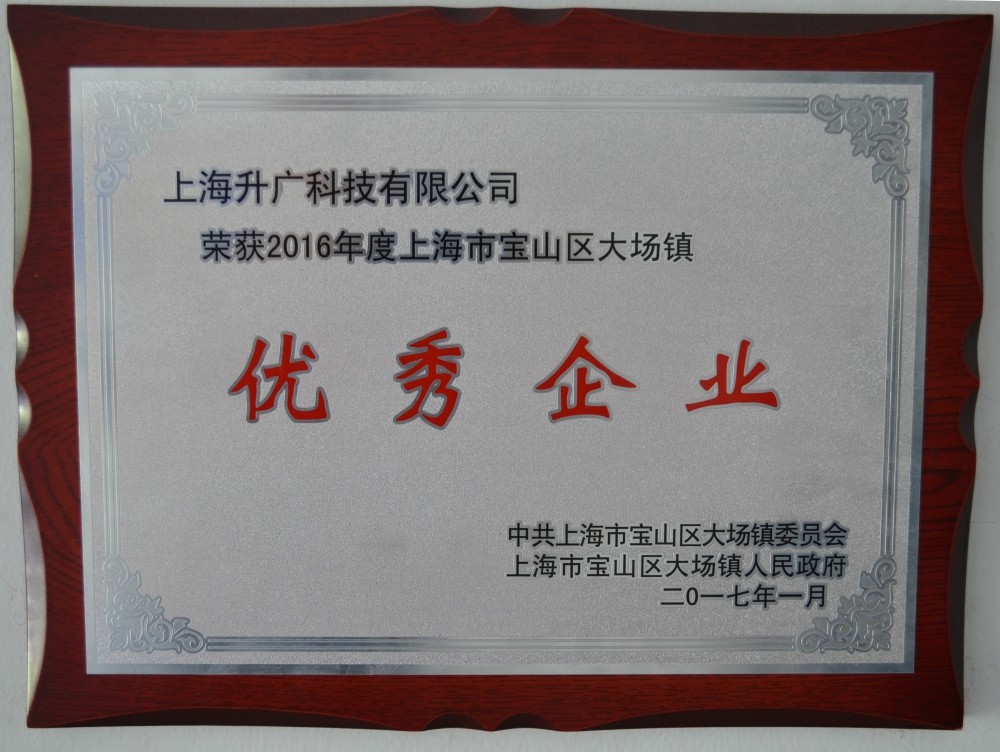 上海升广科技有限公司
荣获2016年度上海市宝山区大场镇
优秀企业
中共上海市宝山区大场镇委员会
上海市宝山区大场镇人民政府
二0一七年一月